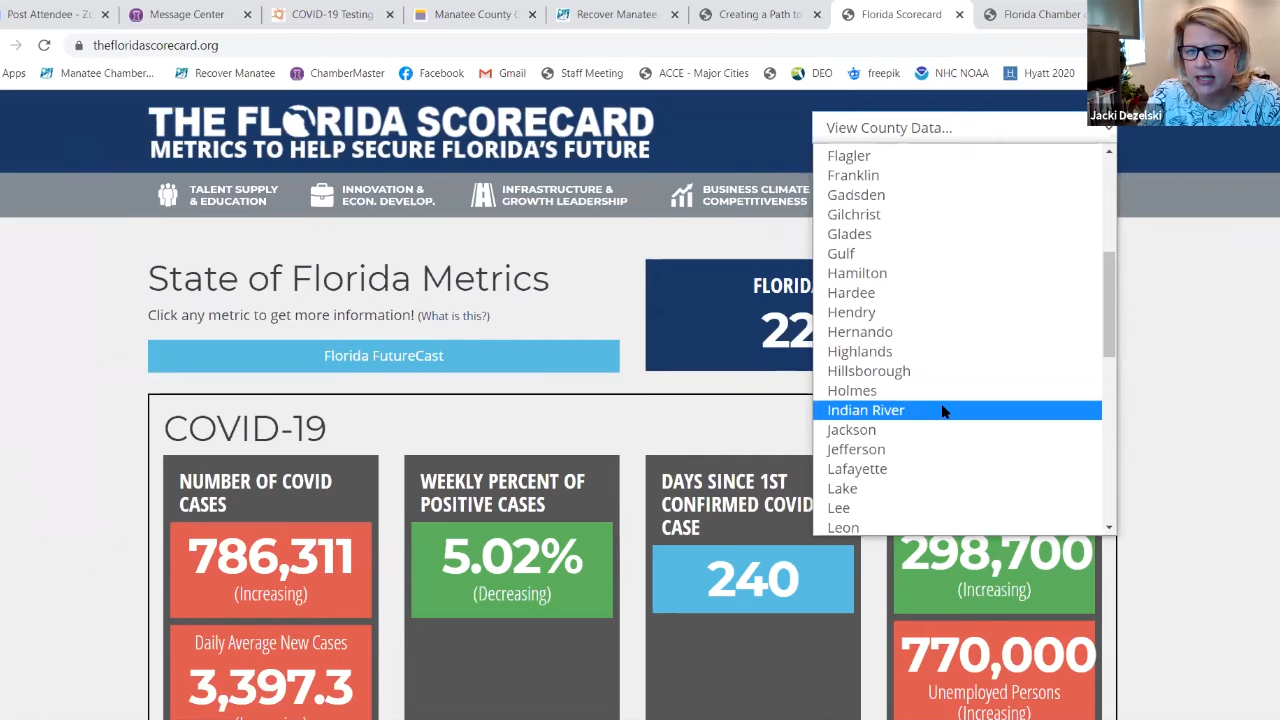 Post Attendee - Zo
Message Center
COVID-19 Testing
Manatee County C
Recover Manatee
Creating a Path to
Florida Scorecard
Florida Chamber
thefloridascorecard.org
Apps
Manatee Chamber...
Recover Manatee
ChamberMaster
Facebook
Gmail
Staff Meeting
ACCE - Major Cities
DEO
freepik
NHC NOAA
Hyatt 2020
Jacki Dezelski
THE FLORIDA SCORECARD
METRICS TO HELP SECURE FLORIDA'S FUTURE
View County Data...
TALENT SUPPLY
& EDUCATION
INNOVATION &
ECON. DEVELOP.
INFRASTRUCTURE &
GROWTH LEADERSHIP
BUSINESS CLIMATE
COMPETITIVENESS
Flagler
Franklin
Gadsden
Gilchrist
Glades
Gulf
Hamilton
Hardee
Hendry
Hernando
Highlands
Hillsborough
Holmes
Indian River
Jackson
Jefferson
Lafayette
Lake
Lee
Leon
State of Florida Metrics
Click any metric to get more information! (What is this?)
Florida FutureCast
FLORIDA
22
COVID-19
NUMBER OF COVID
CASES
786,311
(Increasing)
Daily Average New Cases
3,397.3
WEEKLY PERCENT OF
POSITIVE CASES
5.02%
(Decreasing)
DAYS SINCE 1ST
CONFIRMED COVID
CASE
240
298,700
(Increasing)
770,000
Unemployed Persons
(Increasing)